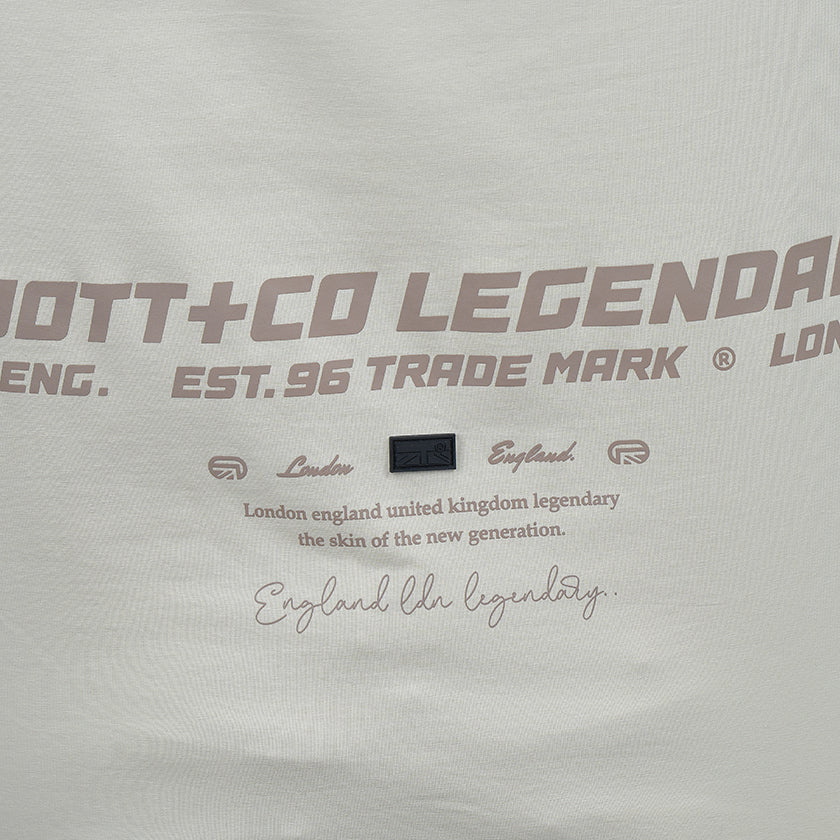 OTT+CO LEGENDA
ENG. EST. 96 TRADE MARK ® LON
London England.
London england united kingdom legendary
the skin of the new generation.
England ldn legendary..